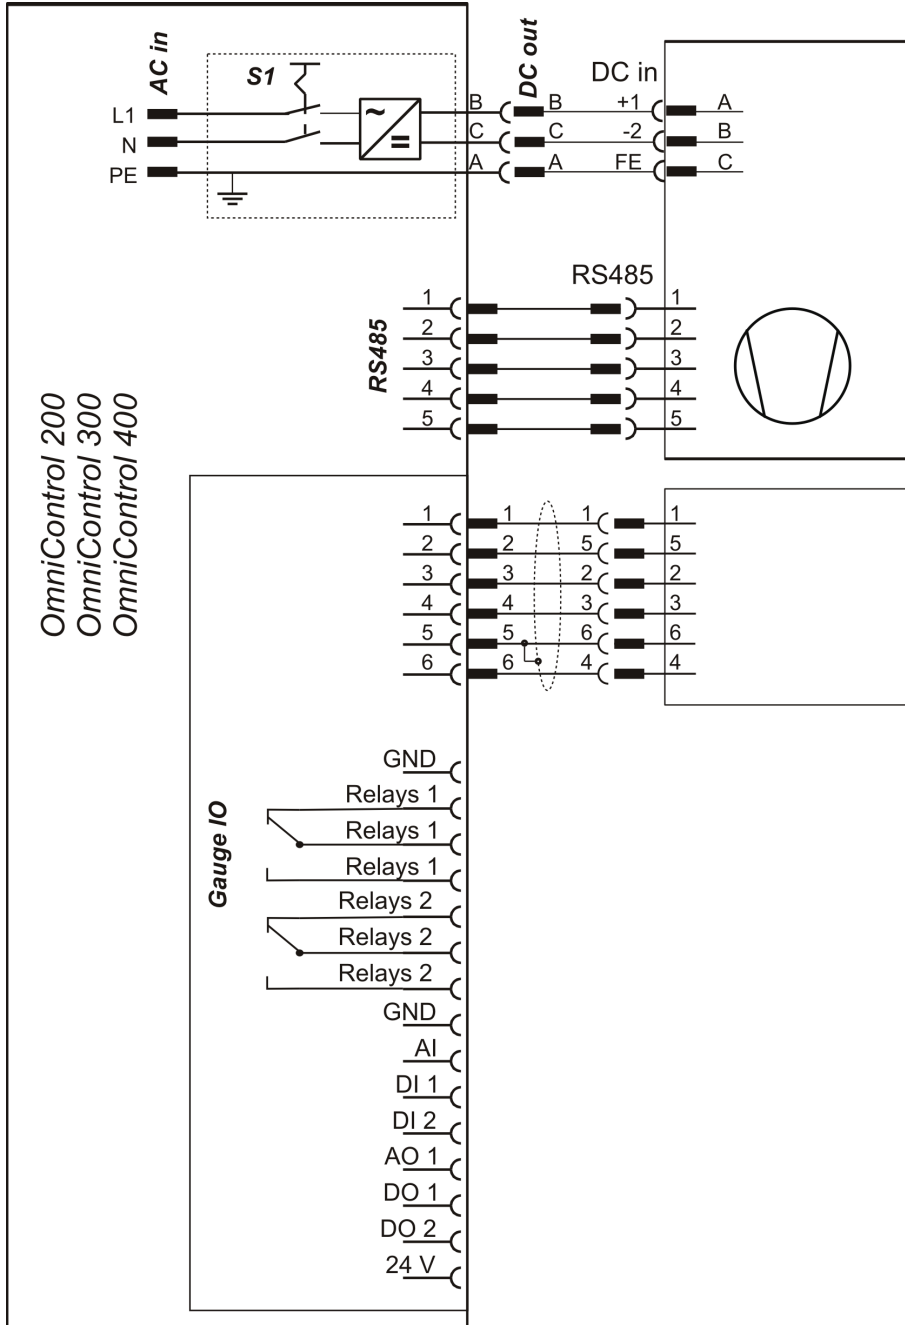 AC in
S1
DC out
DC in
L1
B
B
+1
A
N
C
C
-2
B
PE
A
A
FE
C
RS485
RS485
1
1
2
2
3
3
4
4
5
5
OmniControl 200
OmniControl 300
OmniControl 400
1
1
1
1
2
2
5
5
3
3
2
2
4
4
3
3
5
5
6
6
6
6
4
4
Gauge IO
GND
Relays 1
Relays 1
Relays 1
Relays 2
Relays 2
Relays 2
GND
AI
DI 1
DI 2
AO 1
DO 1
DO 2
24 V